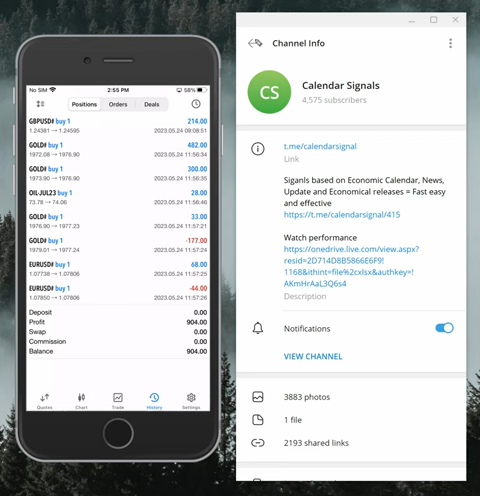 No SIM 2:55 PM 58%
Positions Orders Deals
GBPUSD# buy 1 214.00
1.24381 → 1.24595 2023.05.24 09:08:51
GOLD# buy 1 482.00
1972.08 → 1976.90 2023.05.24 11:56:34
GOLD# buy 1 300.00
1973.90 → 1976.90 2023.05.24 11:56:35
OIL-JUL23 buy 1 28.00
73.78 → 74.06 2023.05.24 11:56:46
GOLD# buy 1 33.00
1976.90 → 1977.23 2023.05.24 11:57:21
GOLD# buy 1 -177.00
1979.01 → 1977.24 2023.05.24 11:57:24
EURUSD# buy 1 68.00
1.07738 → 1.07806 2023.05.24 11:57:25
EURUSD# buy 1 -44.00
1.07850 → 1.07806 2023.05.24 11:57:26
Deposit 0.00
Profit 904.00
Swap 0.00
Commission 0.00
Balance 904.00
Quotes Chart Trade History Settings
Channel Info
CS
Calendar Signals
4,575 subscribers
t.me/calendarsignal
Link
Siganls based on Economic Calendar, News,
Update and Economical releases = Fast easy
and effective
https://t.me/calendarsignal/415
Watch performance
https://onedrive.live.com/view.aspx?
resid=2D714D8B5866E6F9!
1168&ithint=file%2cxlsx&authkey=!
AKmHrAaL3Q6s4
Description
Notifications
VIEW CHANNEL
3883 photos
1 file
2193 shared links